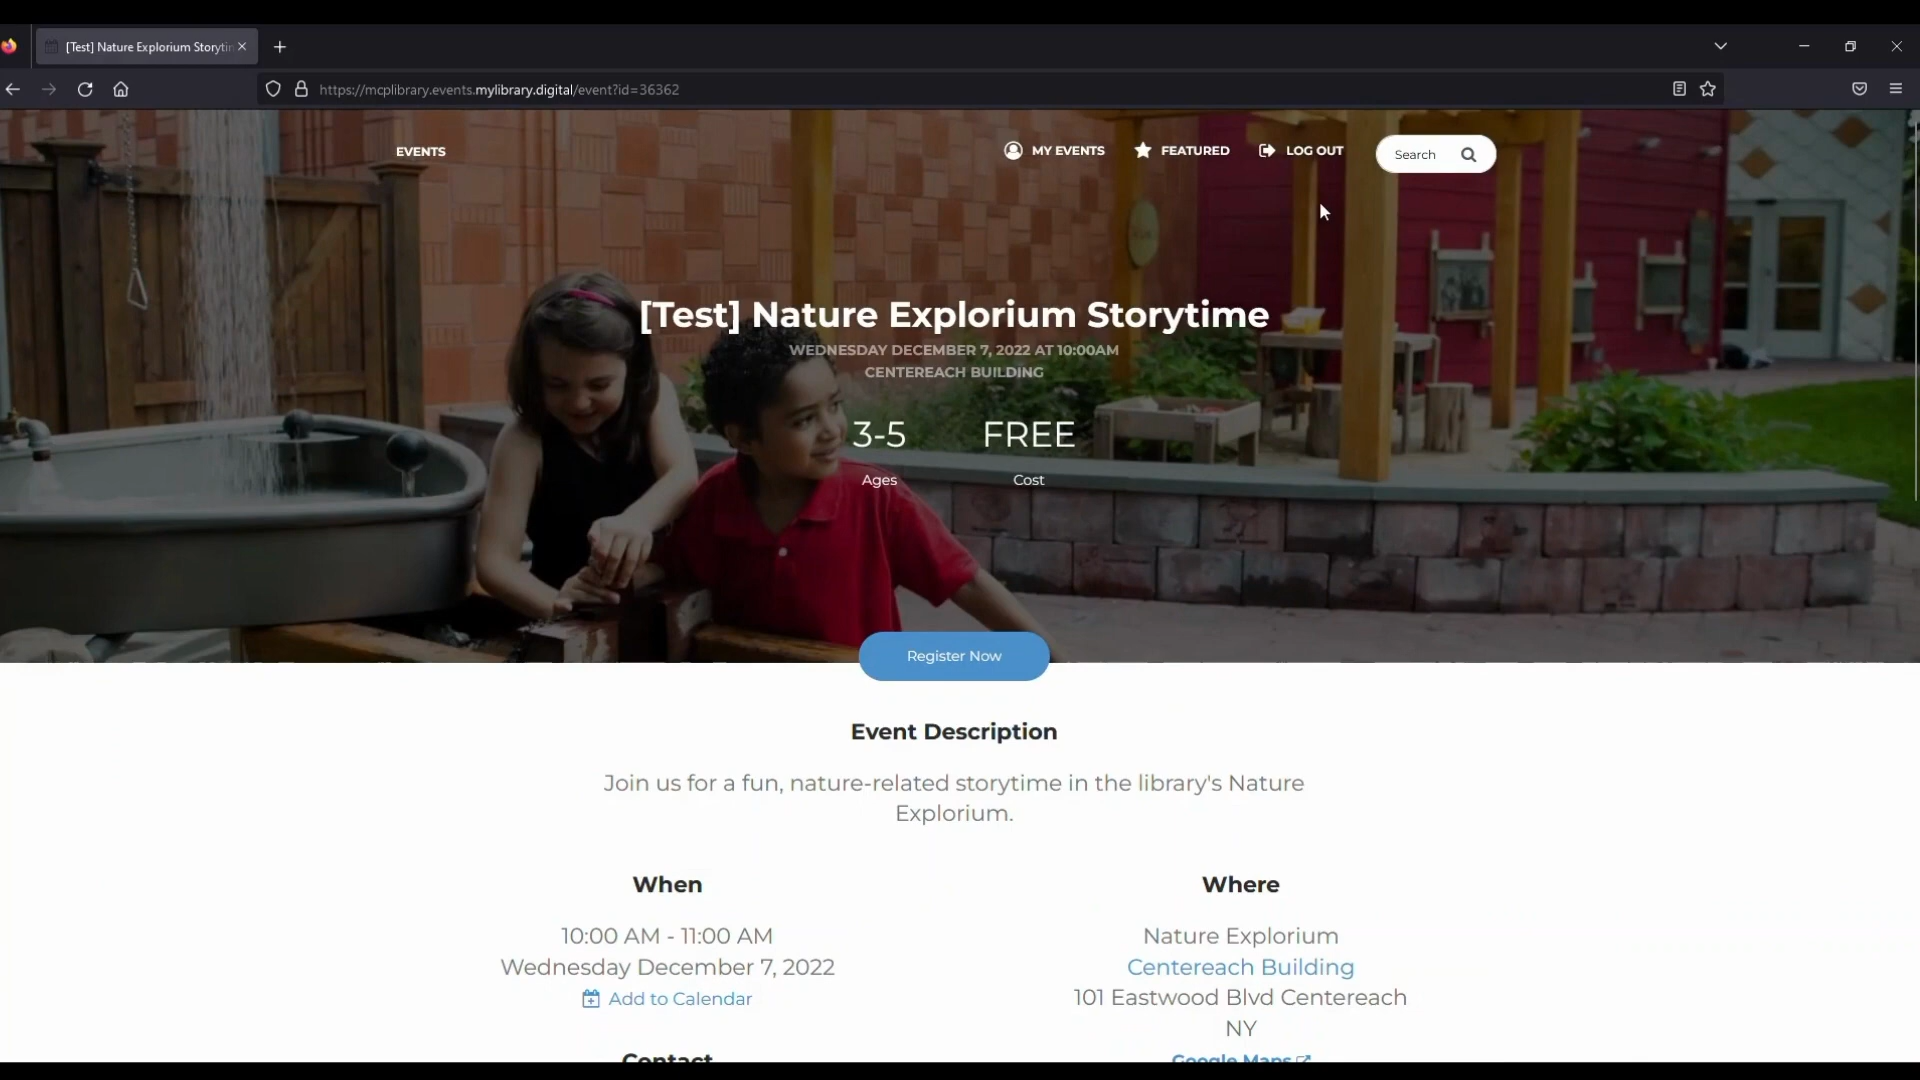 [Test] Nature Explorium Storytin
https://mcplibrary.events.mylibrary.digital/event?id=36362
EVENTS
MY EVENTS
FEATURED
LOG OUT
Search
[Test] Nature Explorium Storytime
WEDNESDAY DECEMBER 7, 2022 AT 10:00AM
CENTEREACH BUILDING
3-5 FREE
Ages Cost
Register Now
Event Description
Join us for a fun, nature-related storytime in the library's Nature
Explorium.
When
10:00 AM - 11:00 AM
Wednesday December 7, 2022
Add to Calendar
Contact
Where
Nature Explorium
Centereach Building
101 Eastwood Blvd Centereach
NY
Google Maps